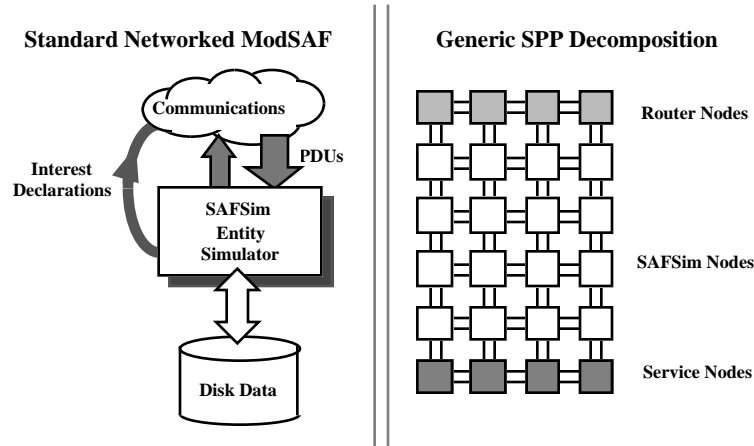 Standard Networked ModSAF
Communications
PDUs
Interest
Declarations
SAFSim
Entity
Simulator
Disk Data
Generic SPP Decomposition
Router Nodes
SAFSim Nodes
Service Nodes